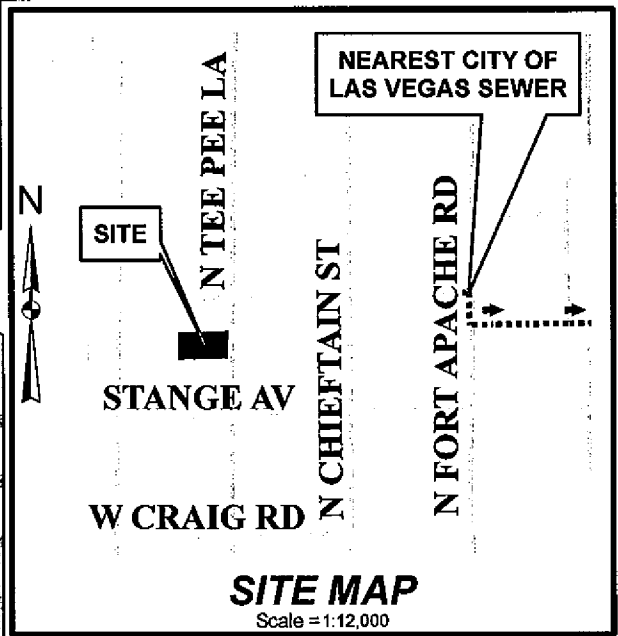 NEAREST CITY OF
LAS VEGAS SEWER
N TEE PEE LA
N
SITE
N CHIEFTAIN ST
N FORT APACHE RD
STANGE AV
W CRAIG RD
SITE MAP
Scale = 1:12,000